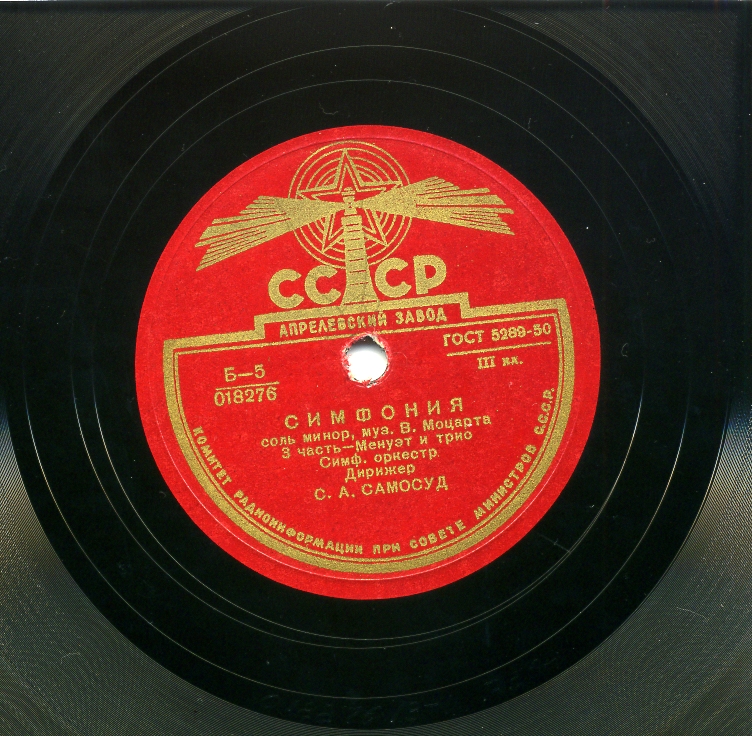 СССР
АПРЕЛЕВСКИЙ ЗАВОД
ГОСТ 5289-50
III кл.
Б—5
018276
СИМФОНИЯ
соль минор, муз. В. Моцарта
3 часть—Менуэт и трио
Симф. оркестр
Дирижер
С. А. САМОСУД
КОМИТЕТ РАДИОИНФОРМАЦИИ ПРИ СОВЕТЕ МИНИСТРОВ С.С.С.Р.